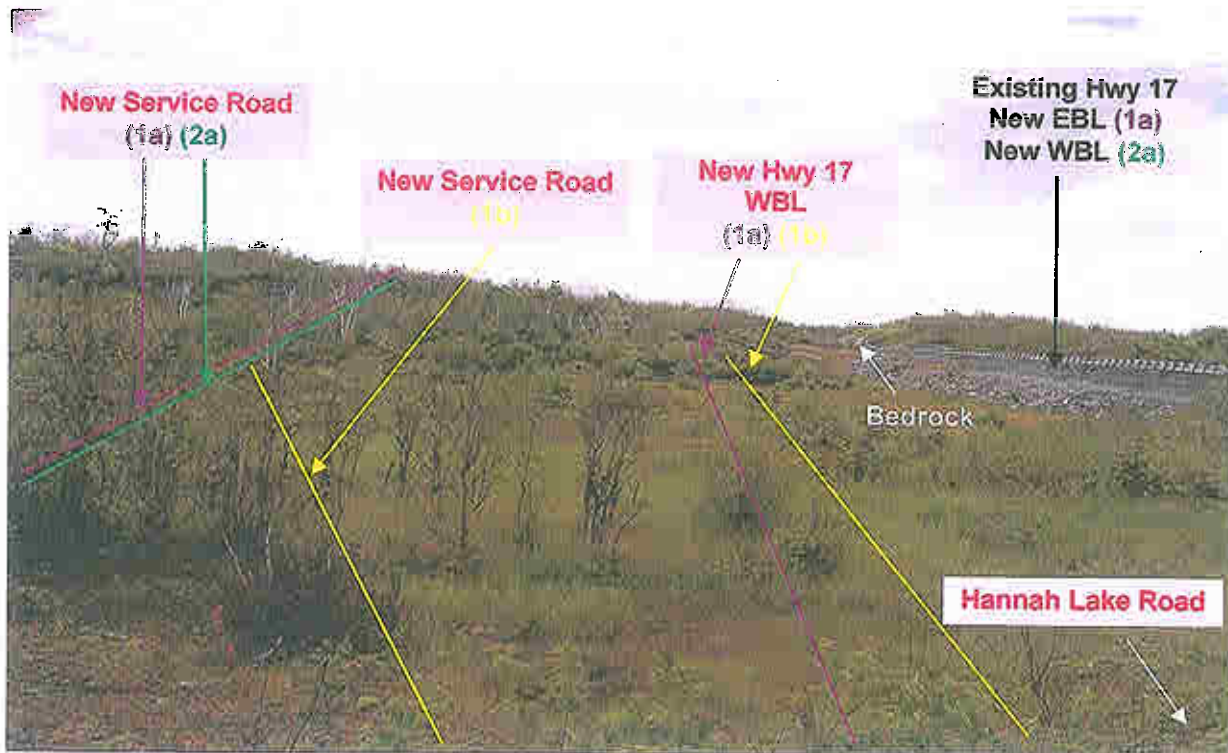 New Service Road
(1a) (2a)
New Service Road
(1b)
New Hwy 17
WBL
(1a) (1b)
Existing Hwy 17
New EBL (1a)
New WBL (2a)
Bedrock
Hannah Lake Road